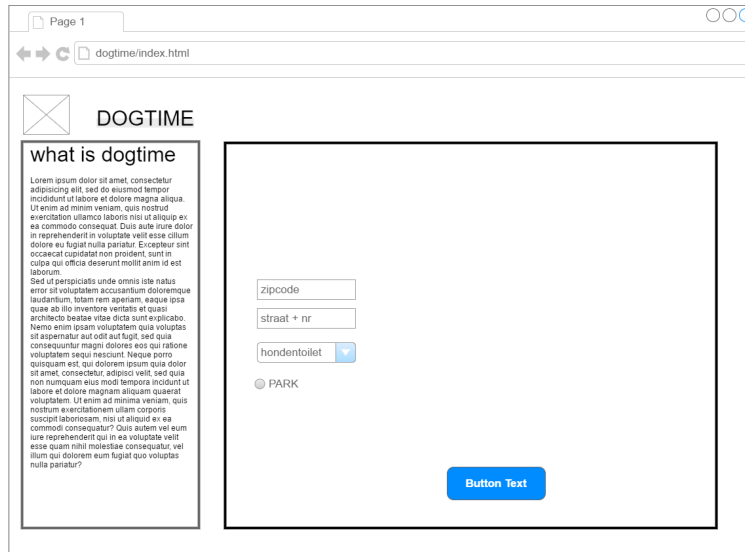 Page 1
dogtime/index.html
DOGTIME
what is dogtime
Lorem ipsum dolor sit amet, consectetur
adipisicing elit, sed do eiusmod tempor
incididunt ut labore et dolore magna aliqua.
Ut enim ad minim veniam, quis nostrud
exercitation ullamco laboris nisi ut aliquip ex
ea commodo consequat. Duis aute irure dolor
in reprehenderit in voluptate velit esse cillum
dolore eu fugiat nulla pariatur. Excepteur sint
occaecat cupidatat non proident, sunt in
culpa qui officia deserunt mollit anim id est
laborum.
Sed ut perspiciatis unde omnis iste natus
error sit voluptatem accusantium doloremque
laudantium, totam rem aperiam, eaque ipsa
quae ab illo inventore veritatis et quasi
architecto beatae vitae dicta sunt explicabo.
Nemo enim ipsam voluptatem quia voluptas
sit aspernatur aut odit aut fugit, sed quia
consequuntur magni dolores eos qui ratione
voluptatem sequi nesciunt. Neque porro
quisquam est, qui dolorem ipsum quia dolor
sit amet, consectetur, adipisci velit, sed quia
non numquam eius modi tempora incidunt ut
labore et dolore magnam aliquam quaerat
voluptatem. Ut enim ad minima veniam, quis
nostrum exercitationem ullam corporis
suscipit laboriosam, nisi ut aliquid ex ea
commodi consequatur? Quis autem vel eum
iure reprehenderit qui in ea voluptate velit
esse quam nihil molestiae consequatur, vel
illum qui dolorem eum fugiat quo voluptas
nulla pariatur?
zipcode
straat + nr
hondentoilet
PARK
Button Text